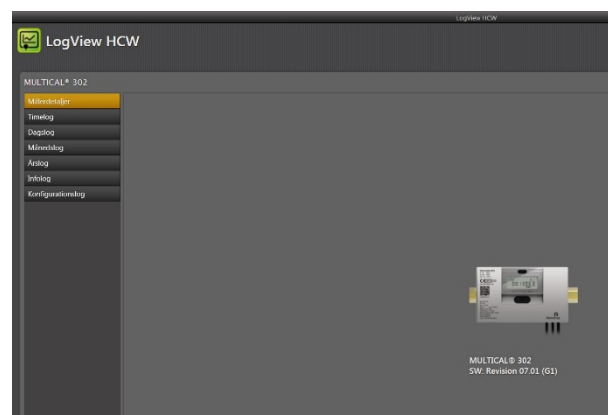 LogView HCW
LogView HCW
MULTICAL® 302
Målerdetaljer
Timelog
Dagslog
Månedslog
Årslog
Infolog
Konfigurationslog
MULTICAL® 302
SW: Revision 07.01 (G1)